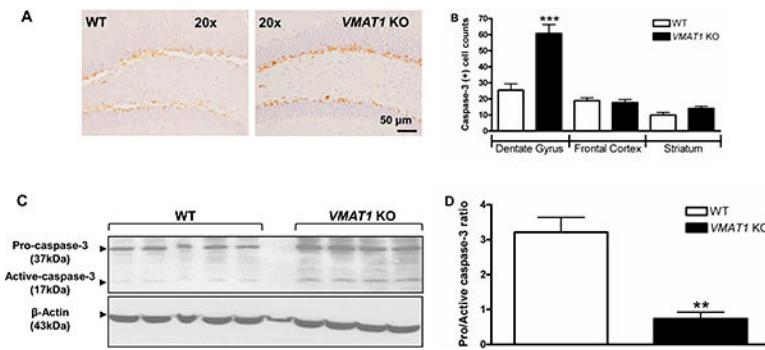 A
WT
20x
20x
VMAT1 KO
50 µm
B
WT
VMAT1 KO
Caspase-3 (+) cell counts
70
60
50
40
30
20
10
0
***
Dentate Gyrus
Frontal Cortex
Striatum
C
WT
VMAT1 KO
Pro-caspase-3
(37kDa)
Active-caspase-3
(17kDa)
β-Actin
(43kDa)
D
WT
VMAT1 KO
Pro/Active caspase-3 ratio
4
3
2
1
0
**